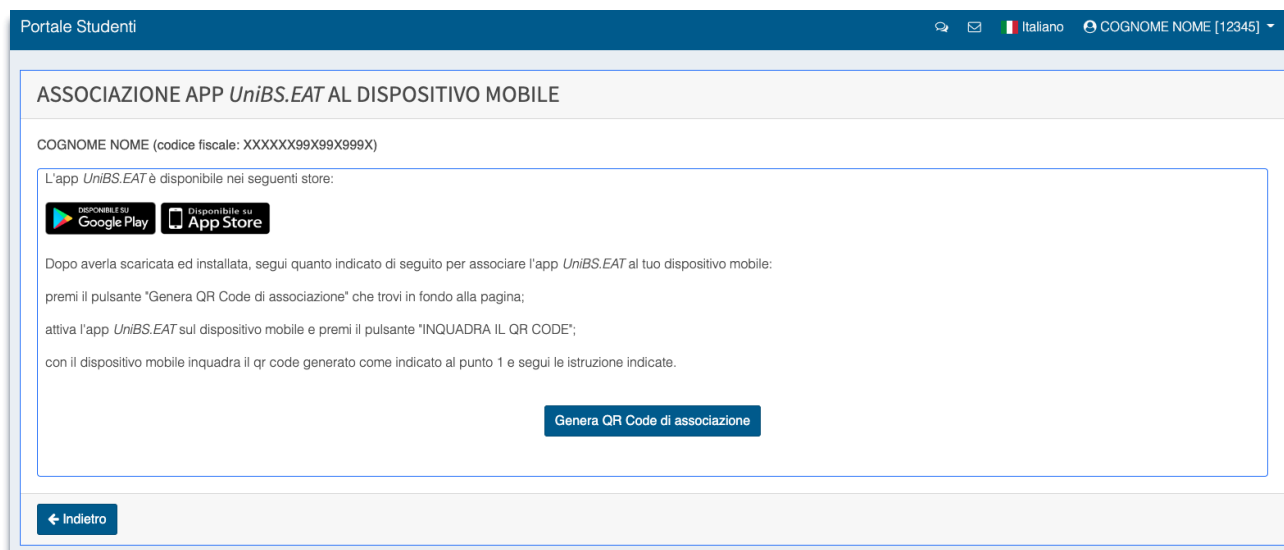 Portale Studenti
Italiano
COGNOME NOME [12345]
ASSOCIAZIONE APP UniBS.EAT AL DISPOSITIVO MOBILE
COGNOME NOME (codice fiscale: XXXXXX99X99X999X)
L'app UniBS.EAT è disponibile nei seguenti store:
DISPONIBILE SU
Google Play
Disponibile su
App Store
Dopo averla scaricata ed installata, segui quanto indicato di seguito per associare l'app UniBS.EAT al tuo dispositivo mobile:
premi il pulsante "Genera QR Code di associazione" che trovi in fondo alla pagina;
attiva l'app UniBS.EAT sul dispositivo mobile e premi il pulsante "INQUADRA IL QR CODE";
con il dispositivo mobile inquadra il qr code generato come indicato al punto 1 e segui le istruzione indicate.
Genera QR Code di associazione
Indietro